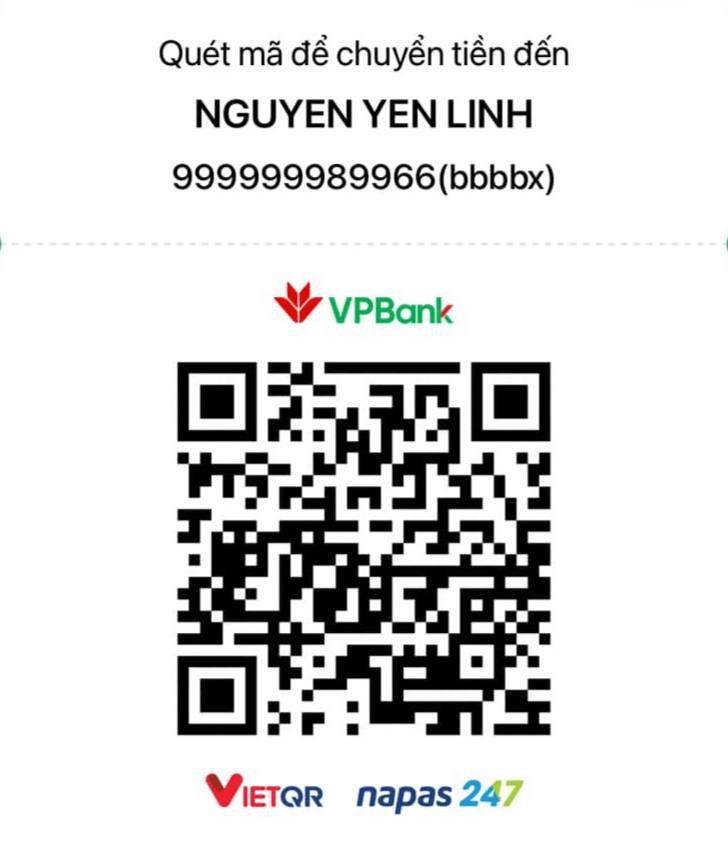 Quét mã để chuyển tiền đến
NGUYEN YEN LINH
999999989966(bbbbx)
VPBank
VIETQR napas 247